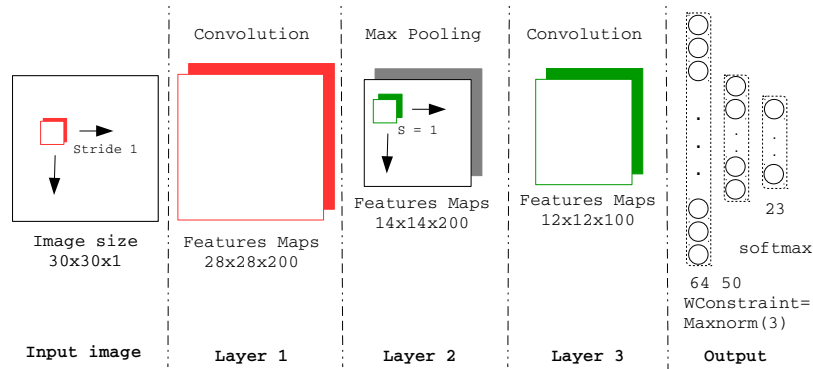 Convolution
Max Pooling
Convolution
Stride 1
S = 1
Image size
30x30x1
Features Maps
28x28x200
Features Maps
14x14x200
Features Maps
12x12x100
23
softmax
64 50
WConstraint=
Maxnorm(3)
Input image
Layer 1
Layer 2
Layer 3
Output